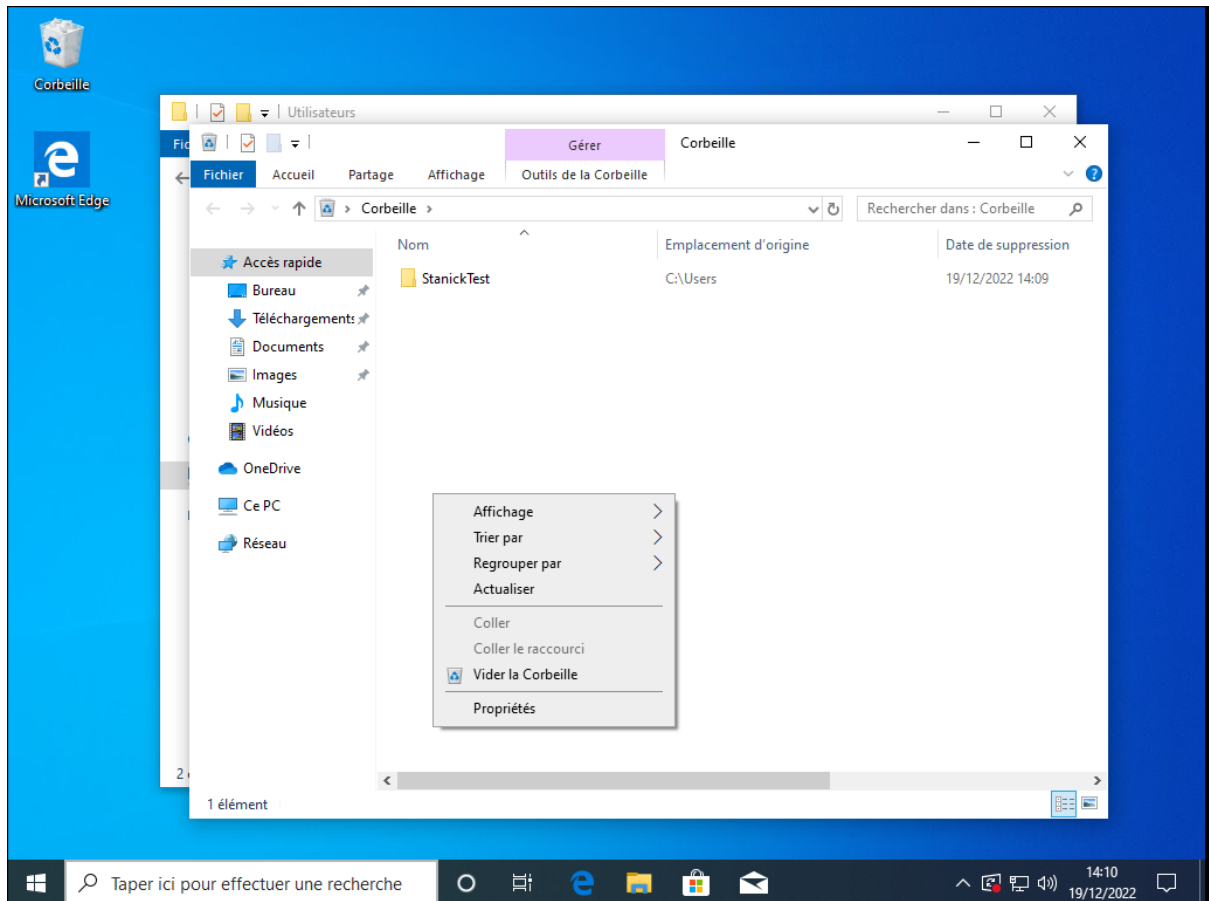 Corbeille
Microsoft Edge
Utilisateurs
Gérer
Corbeille
Fichier
Accueil
Partage
Affichage
Outils de la Corbeille
Corbeille
Rechercher dans : Corbeille
Nom
Emplacement d'origine
Date de suppression
StanickTest
C:\Users
19/12/2022 14:09
Accès rapide
Bureau
Téléchargements
Documents
Images
Musique
Vidéos
OneDrive
Ce PC
Réseau
Affichage
Trier par
Regrouper par
Actualiser
Coller
Coller le raccourci
Vider la Corbeille
Propriétés
1 élément
Taper ici pour effectuer une recherche
14:10
19/12/2022